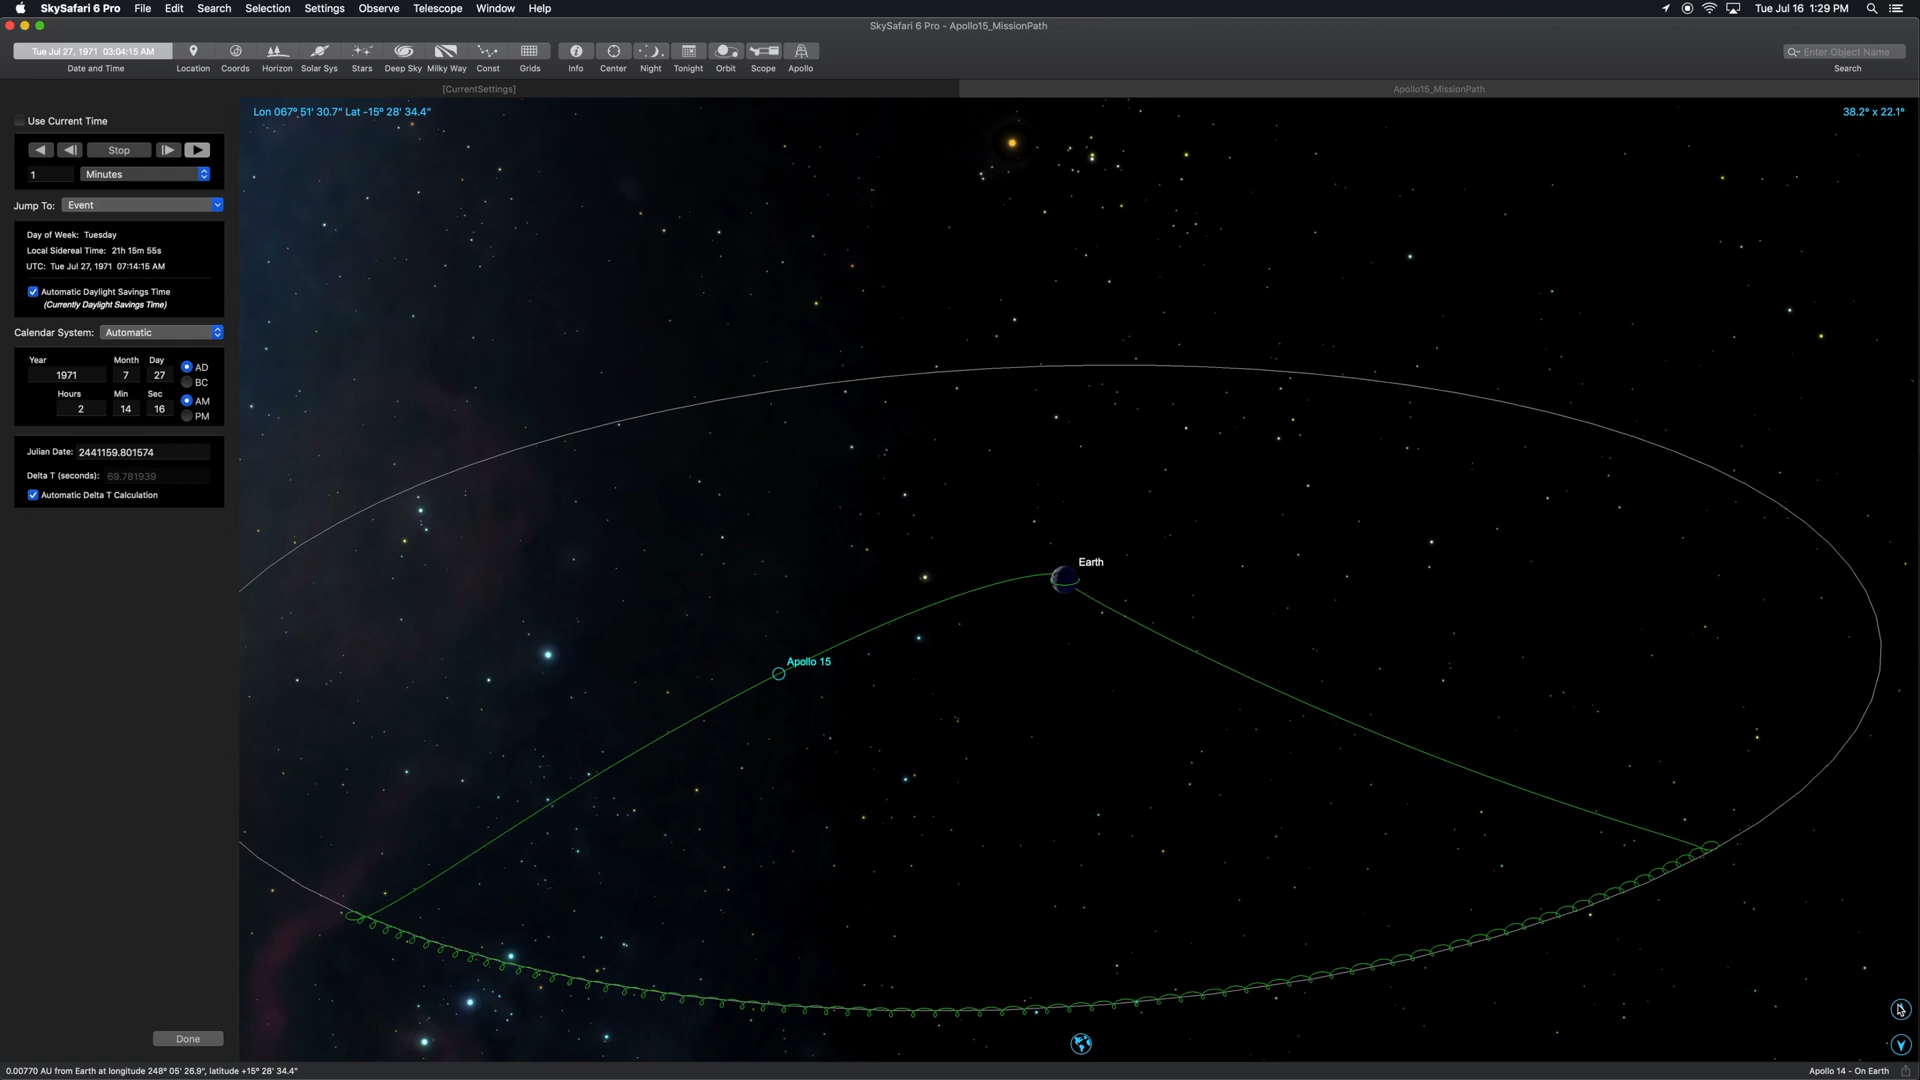 SkySafari 6 Pro File Edit Search Selection Settings Observe Telescope Window Help
Tue Jul 16 1:29 PM
SkySafari 6 Pro - Apollo15_MissionPath
Tue Jul 27, 1971 03:04:15 AM
Enter Object Name
Date and Time Location Coords Horizon Solar Sys Stars Deep Sky Milky Way Const Grids Info Center Night Tonight Orbit Scope Apollo Search
[CurrentSettings]
Apollo15_MissionPath
Lon 067° 51' 30.7" Lat -15° 28' 34.4"
38.2° x 22.1°
Use Current Time
Stop
1 Minutes
Jump To: Event
Day of Week: Tuesday
Local Sidereal Time: 21h 15m 55s
UTC: Tue Jul 27, 1971 07:14:15 AM
Automatic Daylight Savings Time
(Currently Daylight Savings Time)
Calendar System: Automatic
Year Month Day
1971 7 27
AD
BC
Hours Min Sec
2 14 16
AM
PM
Julian Date: 2441159.801574
Delta T (seconds): 69.781939
Automatic Delta T Calculation
Earth
Apollo 15
Done
0.00770 AU from Earth at longitude 248° 05' 26.9", latitude +15° 28' 34.4"
Apollo 14 - On Earth